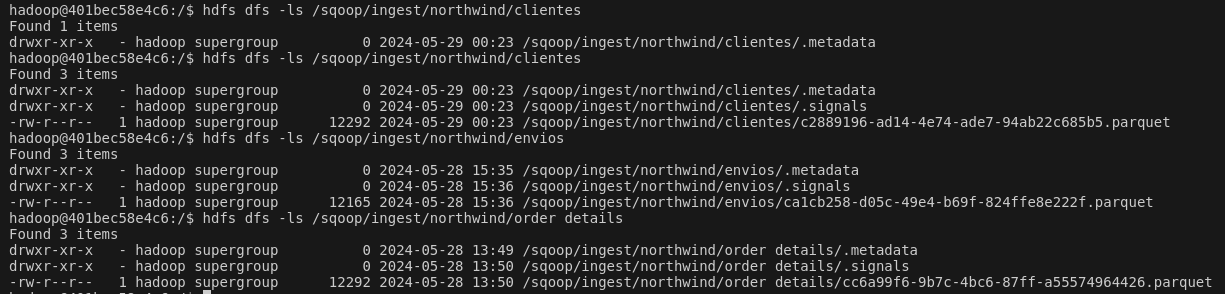 hadoop@401bec58e4c6:/$ hdfs dfs -ls /sqoop/ingest/northwind/clientes
Found 1 items
drwxr-xr-x   - hadoop supergroup          0 2024-05-29 00:23 /sqoop/ingest/northwind/clientes/.metadata
hadoop@401bec58e4c6:/$ hdfs dfs -ls /sqoop/ingest/northwind/clientes
Found 3 items
drwxr-xr-x   - hadoop supergroup          0 2024-05-29 00:23 /sqoop/ingest/northwind/clientes/.metadata
drwxr-xr-x   - hadoop supergroup          0 2024-05-29 00:23 /sqoop/ingest/northwind/clientes/.signals
-rw-r--r--   1 hadoop supergroup      12292 2024-05-29 00:23 /sqoop/ingest/northwind/clientes/c2889196-ad14-4e74-ade7-94ab22c685b5.parquet
hadoop@401bec58e4c6:/$ hdfs dfs -ls /sqoop/ingest/northwind/envios
Found 3 items
drwxr-xr-x   - hadoop supergroup          0 2024-05-28 15:35 /sqoop/ingest/northwind/envios/.metadata
drwxr-xr-x   - hadoop supergroup          0 2024-05-28 15:36 /sqoop/ingest/northwind/envios/.signals
-rw-r--r--   1 hadoop supergroup      12165 2024-05-28 15:36 /sqoop/ingest/northwind/envios/ca1cb258-d05c-49e4-b69f-824ffe8e222f.parquet
hadoop@401bec58e4c6:/$ hdfs dfs -ls /sqoop/ingest/northwind/order details
Found 3 items
drwxr-xr-x   - hadoop supergroup          0 2024-05-28 13:49 /sqoop/ingest/northwind/order details/.metadata
drwxr-xr-x   - hadoop supergroup          0 2024-05-28 13:50 /sqoop/ingest/northwind/order details/.signals
-rw-r--r--   1 hadoop supergroup      12292 2024-05-28 13:50 /sqoop/ingest/northwind/order details/cc6a99f6-9b7c-4bc6-87ff-a55574964426.parquet